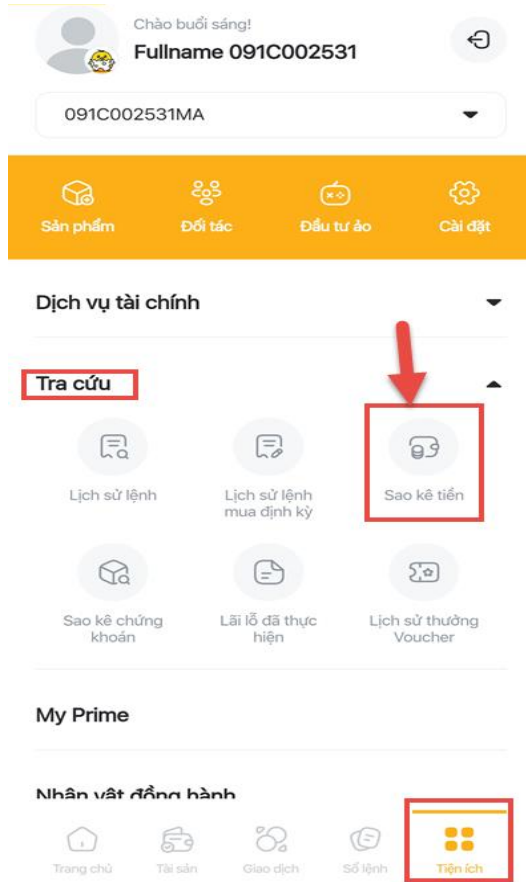 Chào buổi sáng!
Fullname 091C002531
091C002531MA
Sản phẩm
Đối tác
Đầu tư ảo
Cài đặt
Dịch vụ tài chính
Tra cứu
Lịch sử lệnh
Lịch sử lệnh
mua định kỳ
Sao kê tiền
Sao kê chứng
khoán
Lãi lỗ đã thực
hiện
Lịch sử thưởng
Voucher
My Prime
Nhân vật đồng hành
Trang chủ
Tài sản
Giao dịch
Sổ lệnh
Tiện ích